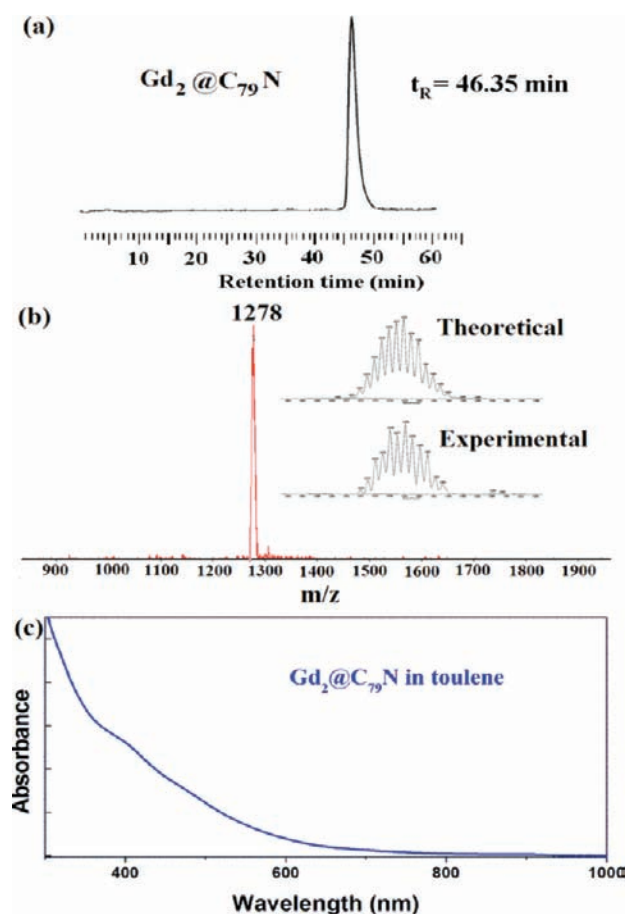 (a)
Gd2 @C79N
tR= 46.35 min
10 20 30 40 50 60
Retention time (min)
(b)
1278
Theoretical
Experimental
900 1000 1100 1200 1300 1400 1500 1600 1700 1800 1900
m/z
(c)
Gd2@C79N in toulene
Absorbance
400 600 800 1000
Wavelength (nm)